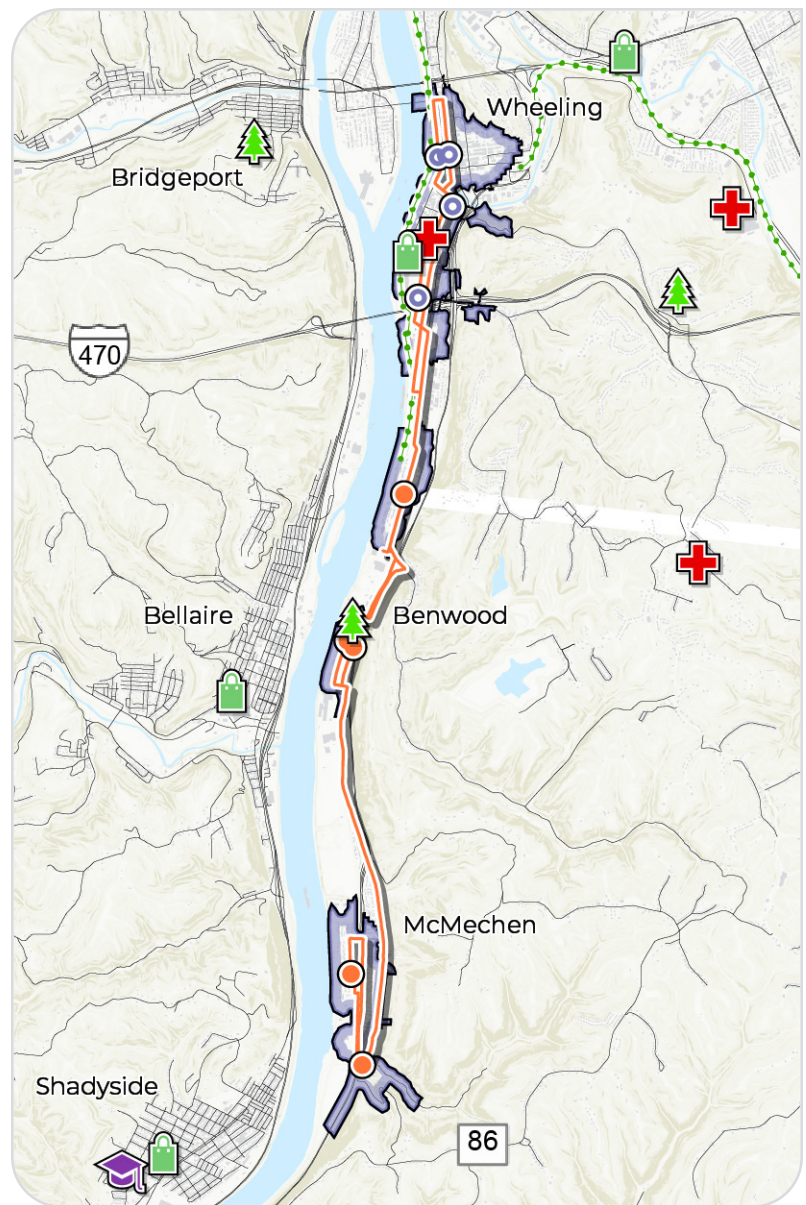 Wheeling
Bridgeport
470
Bellaire
Benwood
McMechen
Shadyside
86